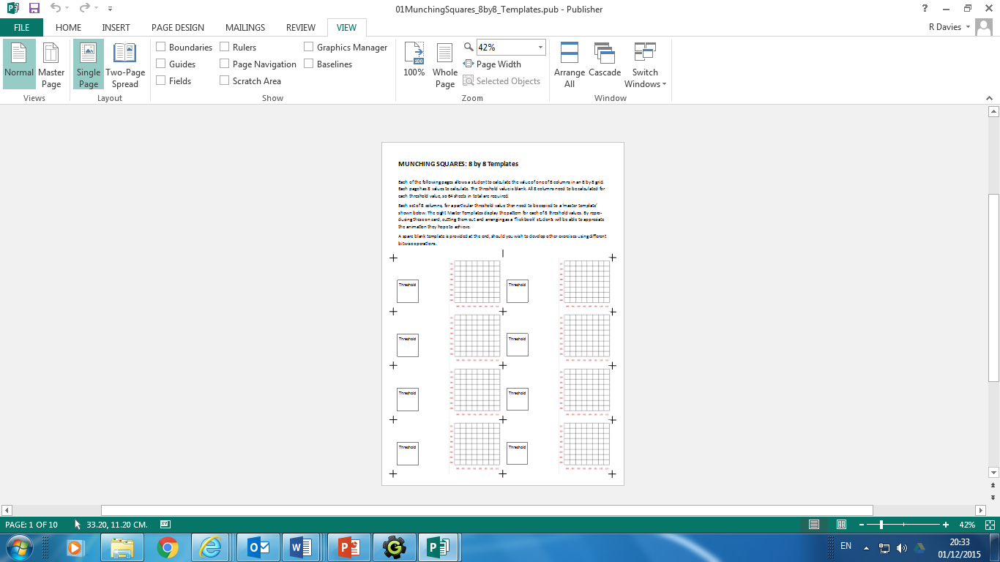 01MunchingSquares_8by8_Templates.pub - Publisher
FILE HOME INSERT PAGE DESIGN MAILINGS REVIEW VIEW R Davies
Normal Master Page Single Page Two-Page Spread
Boundaries Rulers Graphics Manager
Guides Page Navigation Baselines
Fields Scratch Area
100% Whole Page 42%
Page Width
Selected Objects
Arrange All Cascade Switch Windows
Views Layout Show Zoom Window
MUNCHING SQUARES: 8 by 8 Templates
Each of the following pages allows a student to calculate the value of one of 8 columns in an 8 by 8 grid.
Each page has 8 values to calculate. The threshold value is blank. All 8 columns need to be calculated for
each threshold value, so 64 sheets in total are required.
Each set of 8 columns, for a particular threshold value then need to be copied to a 'master template'
shown below. The eight Master Templates display the pattern for each of 8 threshold values. By repro-
ducing these on card, cutting them out and arranging as a 'flick book' students will be able to appreciate
the animation they hope to achieve.
A spare blank template is provided at the end, should you wish to develop other exercises using different
bitwise operations.
Threshold Threshold
Threshold Threshold
Threshold Threshold
Threshold Threshold
PAGE: 1 OF 10 33.20, 11.20 CM. 42%
EN 20:33
01/12/2015